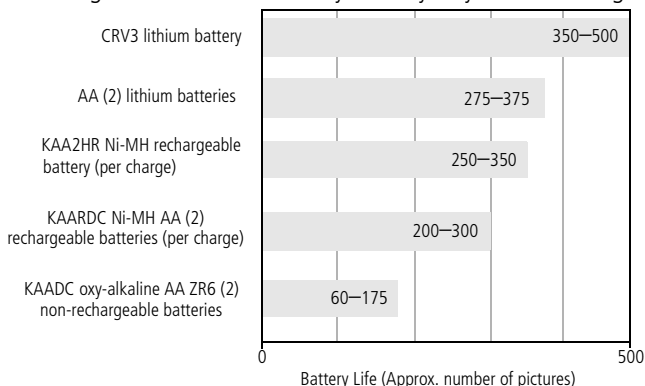 CRV3 lithium battery
350—500
AA (2) lithium batteries
275—375
KAA2HR Ni-MH rechargeable
battery (per charge)
250—350
KAARDC Ni-MH AA (2)
rechargeable batteries (per charge)
200—300
KAADC oxy-alkaline AA ZR6 (2)
non-rechargeable batteries
60—175
0
500
Battery Life (Approx. number of pictures)